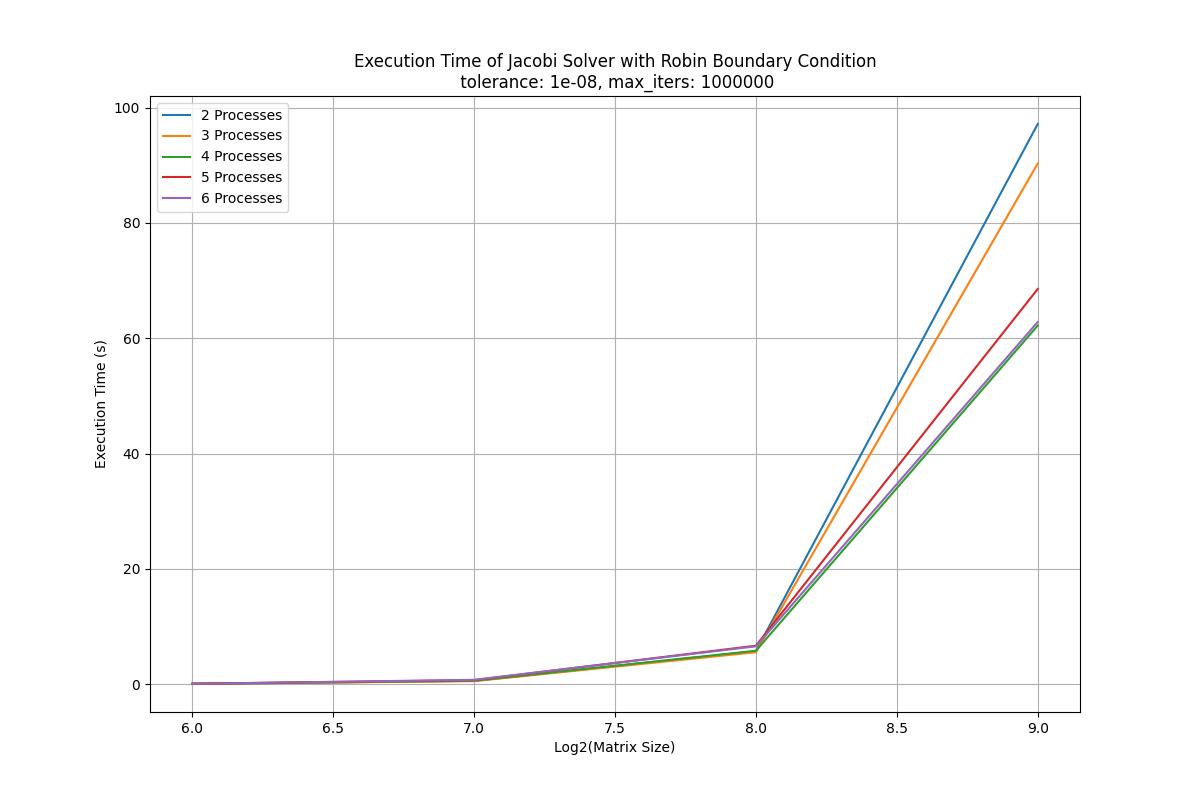 Execution Time of Jacobi Solver with Robin Boundary Condition
tolerance: 1e-08, max_iters: 1000000
2 Processes
3 Processes
4 Processes
5 Processes
6 Processes
100
80
60
40
20
0
Execution Time (s)
6.0 6.5 7.0 7.5 8.0 8.5 9.0
Log2(Matrix Size)